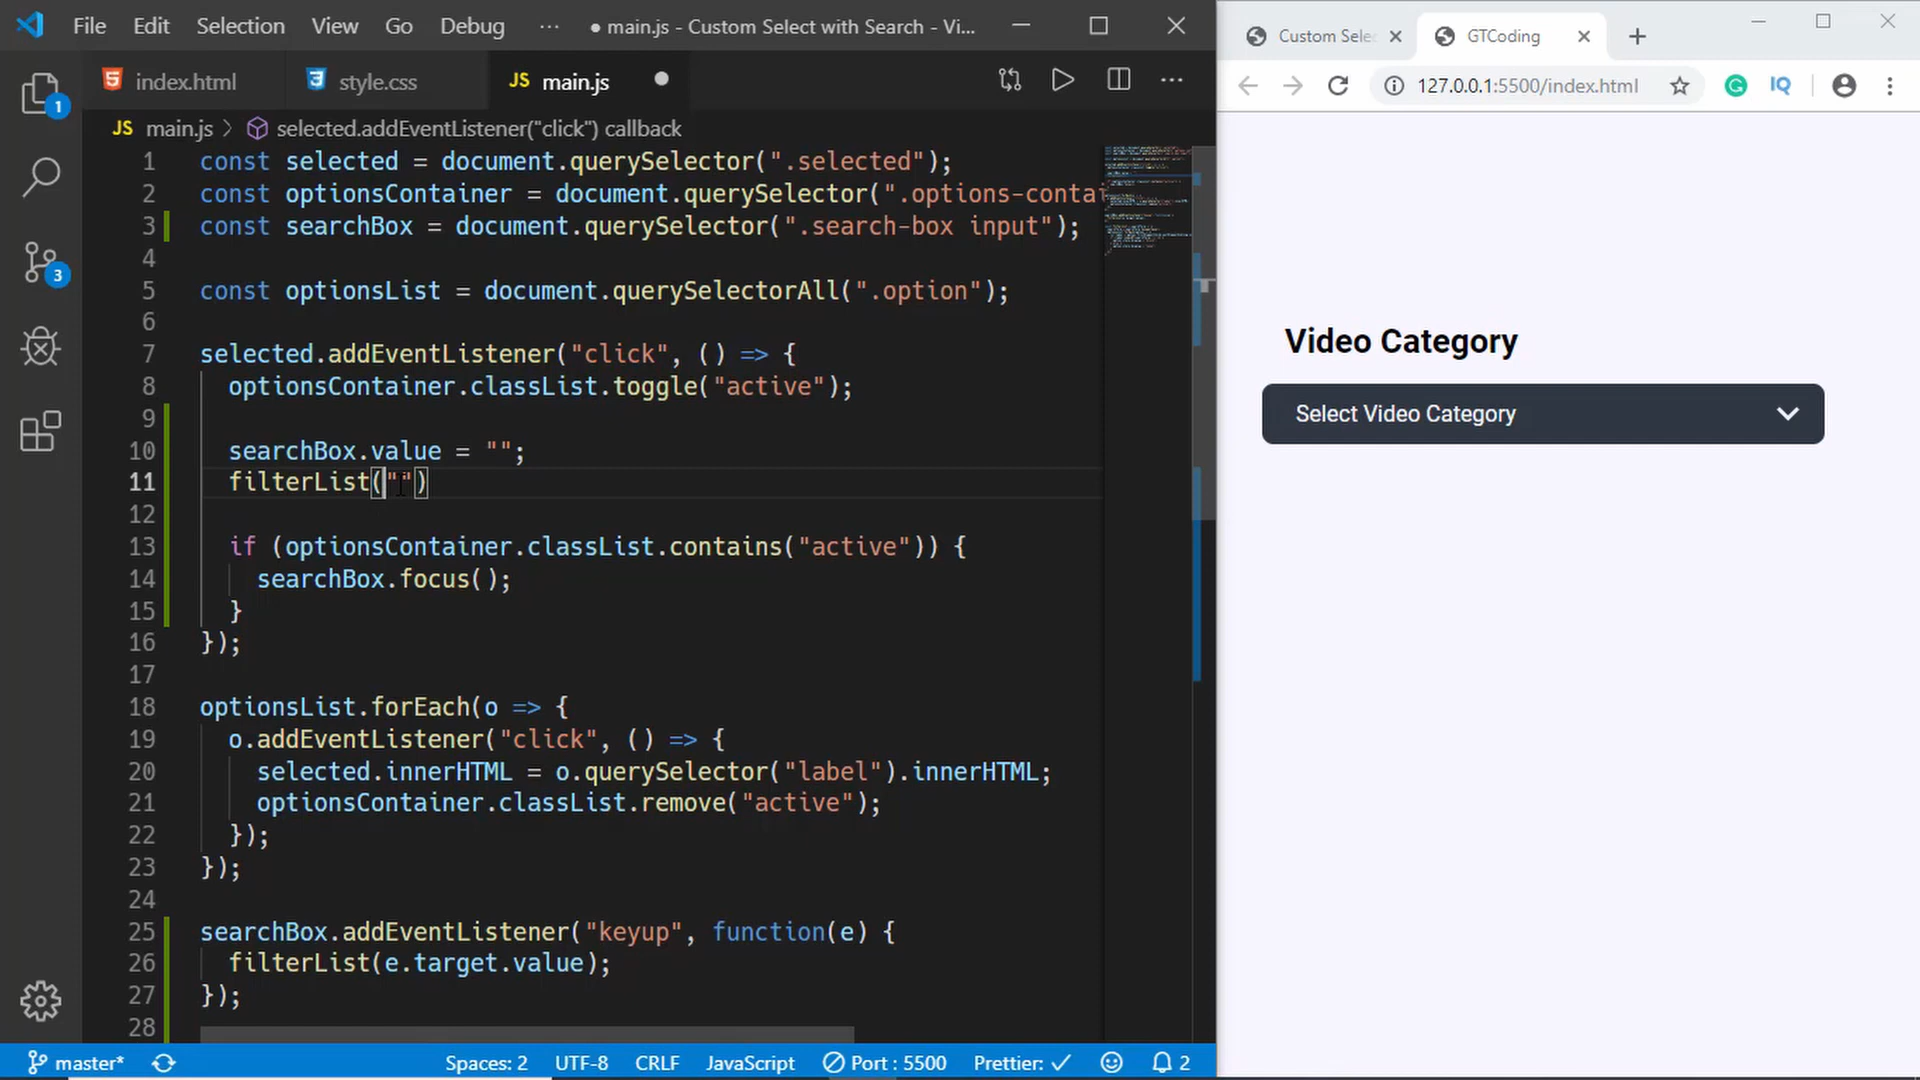 File Edit Selection View Go Debug ··· ● main.js - Custom Select with Search - Vi...
index.html style.css JS main.js
JS main.js > selected.addEventListener("click") callback
1 const selected = document.querySelector(".selected");
2 const optionsContainer = document.querySelector(".options-contai
3 const searchBox = document.querySelector(".search-box input");
4
5 const optionsList = document.querySelectorAll(".option");
6
7 selected.addEventListener("click", () => {
8 optionsContainer.classList.toggle("active");
9
10 searchBox.value = "";
11 filterList("")
12
13 if (optionsContainer.classList.contains("active")) {
14 searchBox.focus();
15 }
16 });
17
18 optionsList.forEach(o => {
19 o.addEventListener("click", () => {
20 selected.innerHTML = o.querySelector("label").innerHTML;
21 optionsContainer.classList.remove("active");
22 });
23 });
24
25 searchBox.addEventListener("keyup", function(e) {
26 filterList(e.target.value);
27 });
28
1
3
master* Spaces: 2 UTF-8 CRLF JavaScript Port : 5500 Prettier: ✓ 2
Custom Selec GTCoding
127.0.0.1:5500/index.html IQ
Video Category
Select Video Category